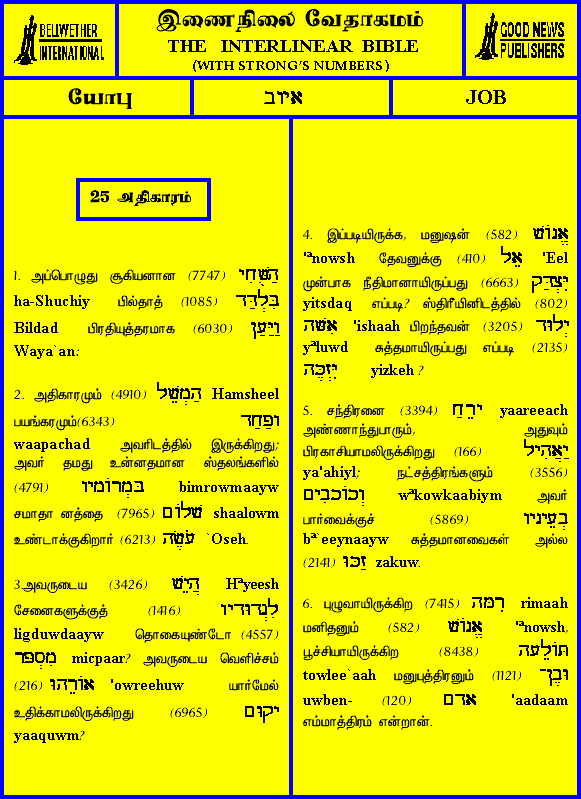 BELLWETHER
INTERNATIONAL
இணைநிலை வேதாகமம்
THE INTERLINEAR BIBLE
(WITH STRONG'S NUMBERS)
GOOD NEWS
PUBLISHERS
யோபு
איוב
JOB
25 அதிகாரம்
1. அப்பொழுது சூகியனான (7747) הַשֻּׁחִי
ha-Shuchiy பில்தாத் (1085) בִּלְדַּד
Bildad பிரதியுத்தரமாக (6030) וַיַּעַן
Waya`an:
2. அதிகாரமும் (4910) הַמְשֵׁל Hamsheel
பயங்கரமும்(6343) וּפַחַד
waapachad அவரிடத்தில் இருக்கிறது;
அவர் தமது உன்னதமான ஸ்தலங்களில்
(4791) בִּמְרוֹמָיו bimrowmaayw
சமாதா னத்தை (7965) שָׁלוֹם shaalowm
உண்டாக்குகிறார் (6213) עֹשֶׂה `Oseh.
3.அவருடைய (3426) הֲיֵשׁ Hªyeesh
சேனைகளுக்குத் (1416) לִגְדוּדָיו
ligduwdaayw தொகையுண்டோ (4557)
מִסְפָּר micpaar? அவருடைய வெளிச்சம்
(216) אוֹרֵהוּ 'owreehuw யார்மேல்
உதிக்காமலிருக்கிறது (6965) יָקוּם
yaaquwm?
4. இப்படியிருக்க, மனுஷன் (582) אֱנוֹשׁ
'ªnowsh தேவனுக்கு (410) אֵל 'Eel
முன்பாக நீதிமானாயிருப்பது (6663) יִצְדַּק
yitsdaq எப்படி? ஸ்திரீயினிடத்தில் (802)
אִשָּׁה 'ishaah பிறந்தவன் (3205) יְלוּד
yªluwd சுத்தமாயிருப்பது எப்படி (2135)
יִזְכֶּה yizkeh ?
5. சந்திரனை (3394) יָרֵחַ yaareeach
அண்ணாந்துபாரும், அதுவும்
பிரகாசியாமலிருக்கிறது (166) יַאֲהִיל
ya'ahiyl; நட்சத்திரங்களும் (3556)
וְכוֹכָבִים wªkowkaabiym அவர்
பார்வைக்குச் (5869) בְעֵינָיו
bª`eeynaayw சுத்தமானவைகள் அல்ல
(2141) זַכּוּ zakuw.
6. புழுவாயிருக்கிற (7415) רִמָּה rimaah
மனிதனும் (582) אֱנוֹשׁ 'ªnowsh,
பூச்சியாயிருக்கிற (8438) תּוֹלֵעָה
towlee`aah மனுபுத்திரனும் (1121) וּבֶן־
uwben- (120) אָדָם 'aadaam
எம்மாத்திரம் என்றான்.